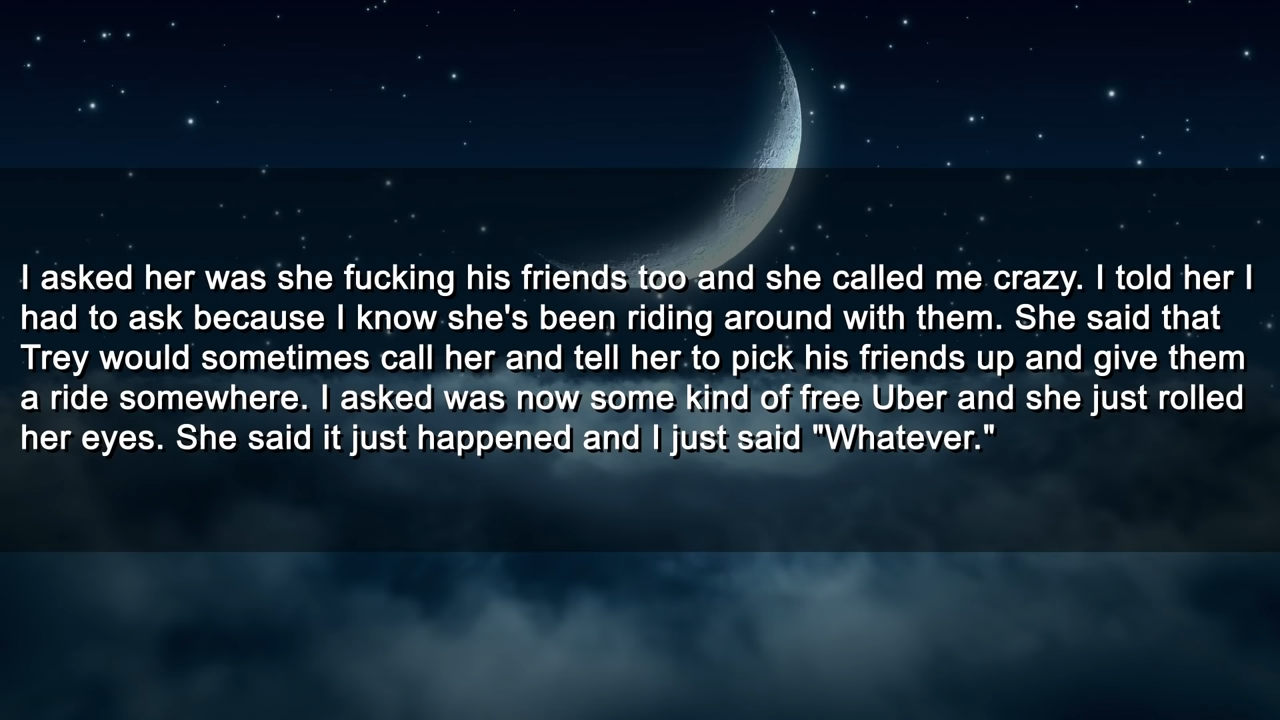 I asked her was she fucking his friends too and she called me crazy. I told her I
had to ask because I know she's been riding around with them. She said that
Trey would sometimes call her and tell her to pick his friends up and give them
a ride somewhere. I asked was now some kind of free Uber and she just rolled
her eyes. She said it just happened and I just said "Whatever."